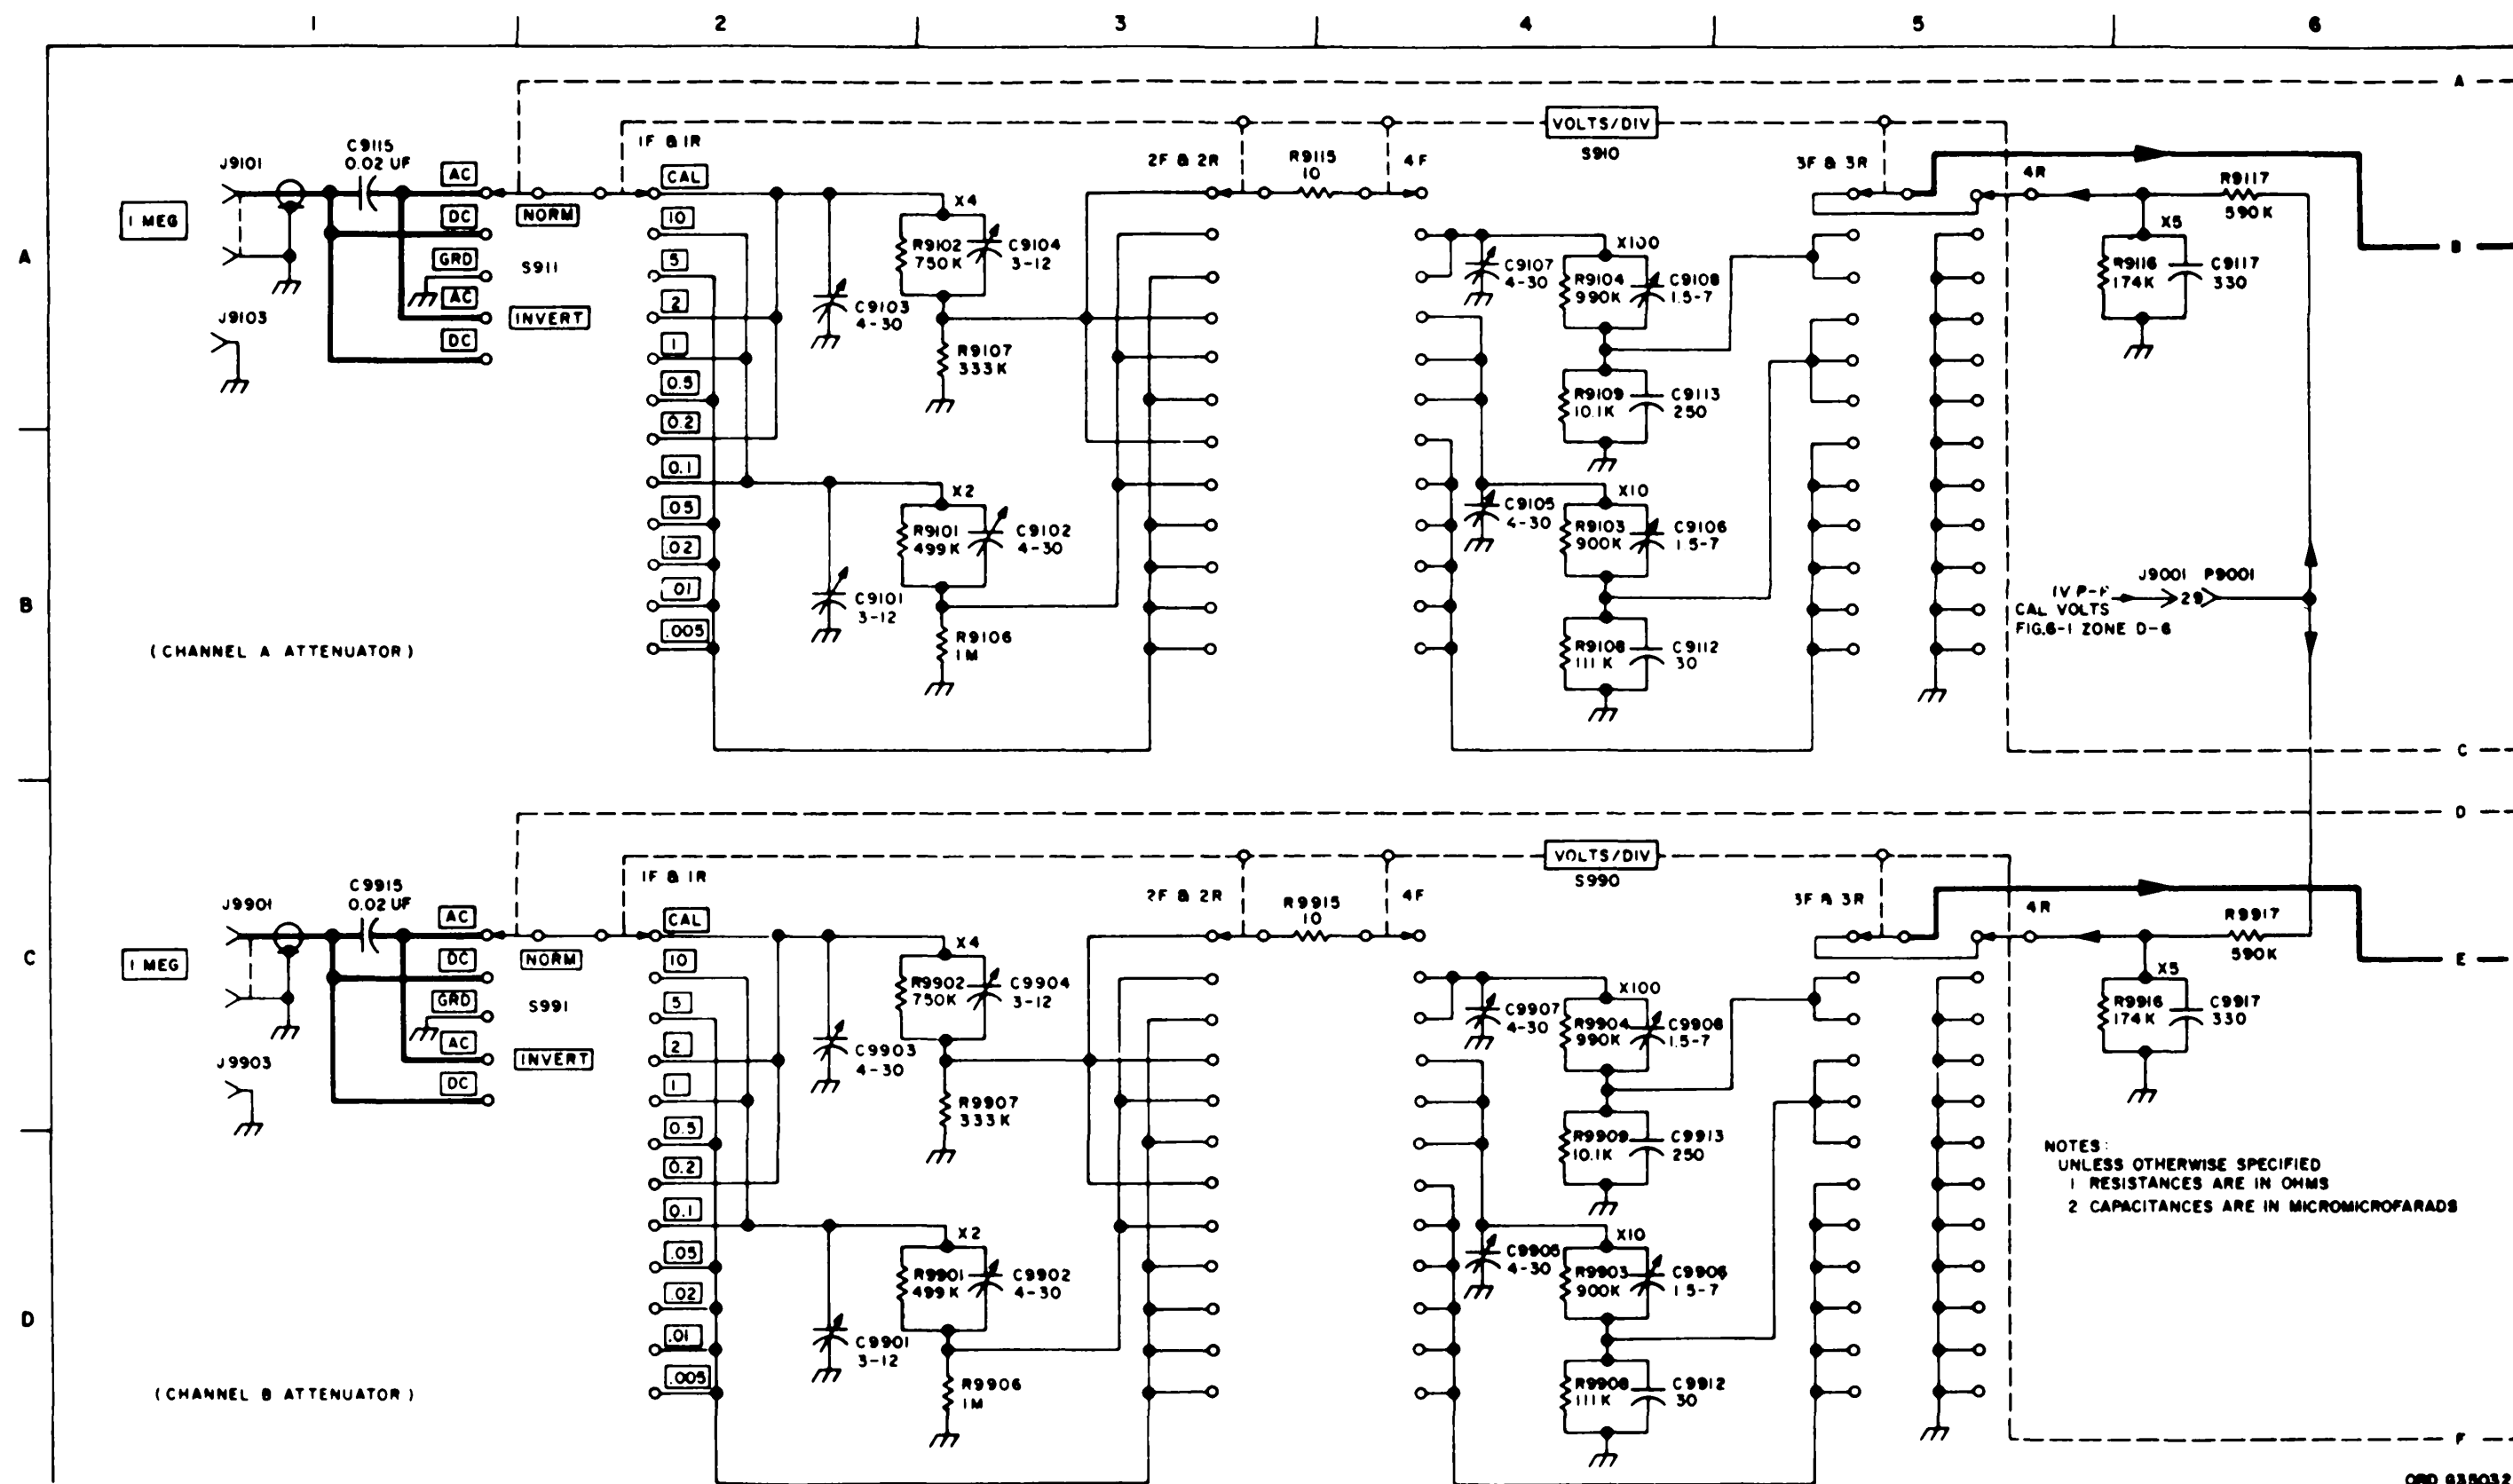 1 2 3 4 5 6
A
VOLTS/DIV
S910
1F & 1R
2F & 2R
R9115
10
4F
3F & 3R
4R
J9101
C9115
0.02 UF
AC
CAL
1 MEG
DC
NORM
10
GRD
S911
5
AC
INVERT
2
J9103
DC
1
0.5
0.2
0.1
.05
.02
.01
.005
X4
R9102
750K
C9104
3-12
C9103
4-30
R9107
333K
X2
R9101
499K
C9102
4-30
C9101
3-12
R9106
1M
X100
C9107
4-30
R9104
990K
C9108
1.5-7
R9109
10.1K
C9113
250
X10
C9105
4-30
R9103
900K
C9106
1.5-7
R9108
111K
C9112
30
R9117
590K
X5
R9116
174K
C9117
330
B
A
B
J9001 P9001
CAL VOLTS
29
FIG.6-1 ZONE D-6
(CHANNEL A ATTENUATOR)
C
D
VOLTS/DIV
S990
1F & 1R
2F & 2R
R9915
10
4F
3F & 3R
4R
J9901
C9915
0.02 UF
AC
CAL
1 MEG
DC
NORM
10
GRD
S991
5
AC
INVERT
2
J9903
DC
1
0.5
0.2
0.1
.05
.02
.01
.005
X4
R9902
750K
C9904
3-12
C9903
4-30
R9907
333K
X2
R9901
499K
C9902
4-30
C9901
3-12
R9906
1M
X100
C9907
4-30
R9904
990K
C9908
1.5-7
R9909
10.1K
C9913
250
X10
C9905
4-30
R9903
900K
C9906
1.5-7
R9908
111K
C9912
30
R9917
590K
X5
R9916
174K
C9917
330
E
C
D
NOTES:
UNLESS OTHERWISE SPECIFIED
1 RESISTANCES ARE IN OHMS
2 CAPACITANCES ARE IN MICROMICROFARADS
(CHANNEL B ATTENUATOR)
F
ORD G35032